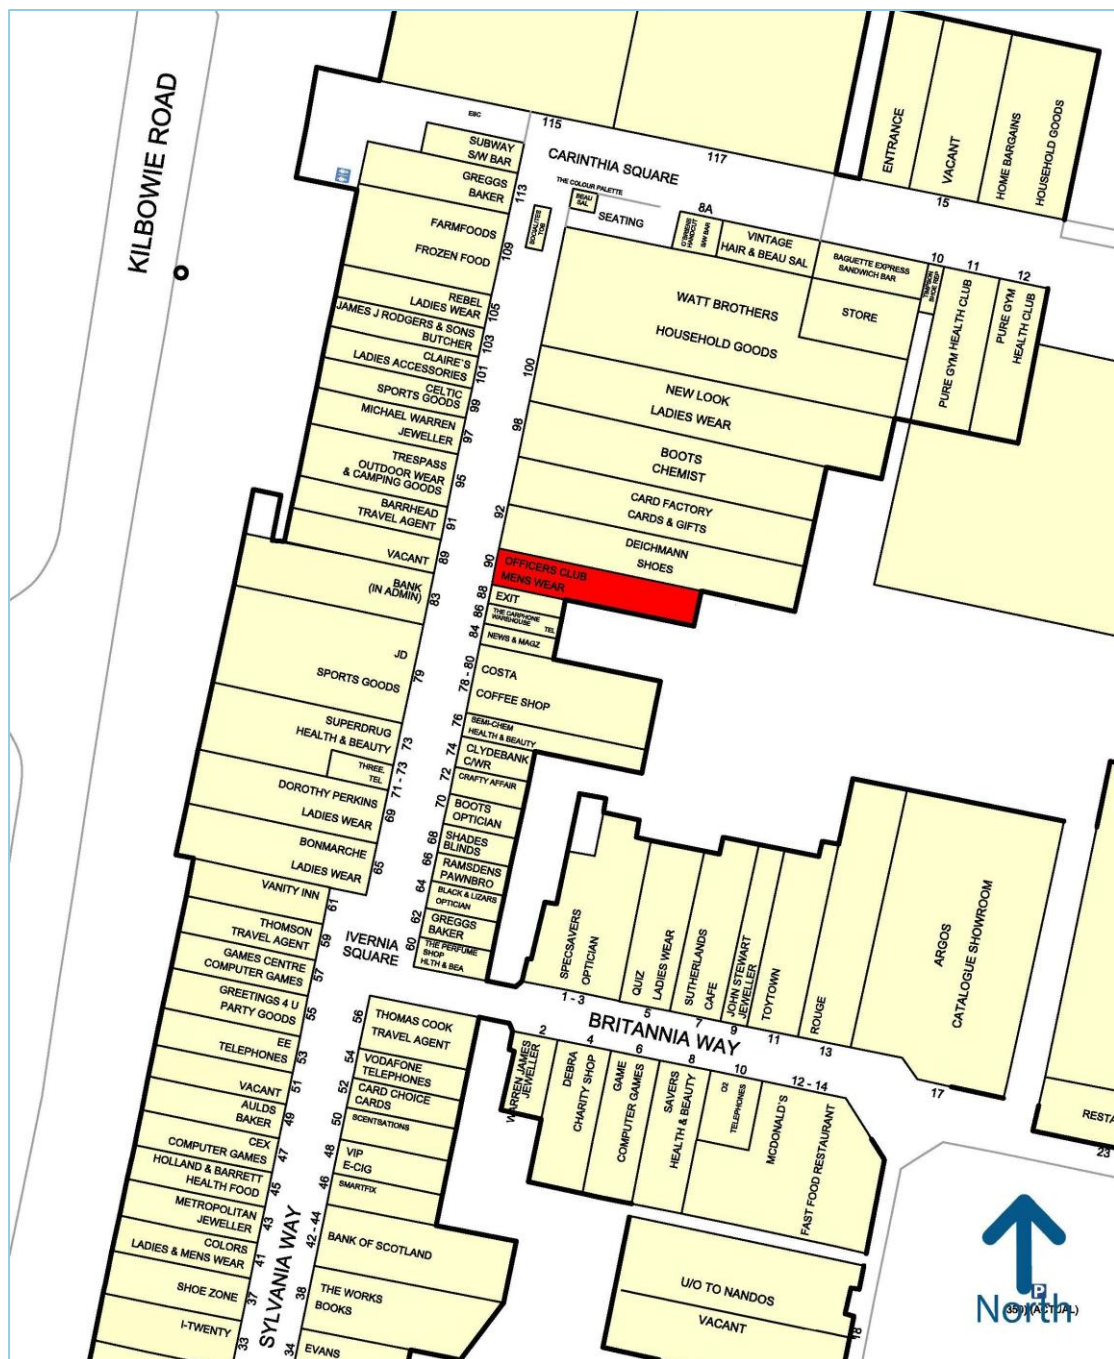 KILBOWIE ROAD
ESC
115
CARINTHIA SQUARE
117
ENTRANCE
VACANT
HOME BARGAINS
HOUSEHOLD GOODS
15
SUBWAY
S/W BAR
GREGGS
BAKER
113
THE COLOUR PALETTE
BEAU
SAL
SEATING
8A
O'BRIENS
HANDCUT
S/W BAR
VINTAGE
HAIR & BEAU SAL
BAGUETTE EXPRESS
SANDWICH BAR
10
TIMPSON
SHOE REP
11
PURE GYM HEALTH CLUB
12
PURE GYM
HEALTH CLUB
FARMFOODS
FROZEN FOOD
109
SOCIALITES
TOB
WATT BROTHERS
HOUSEHOLD GOODS
STORE
REBEL
LADIES WEAR
105
JAMES J RODGERS & SONS
BUTCHER
103
CLAIRE'S
LADIES ACCESSORIES
101
CELTIC
SPORTS GOODS
99
MICHAEL WARREN
JEWELLER
97
TRESPASS
OUTDOOR WEAR
& CAMPING GOODS
95
BARRHEAD
TRAVEL AGENT
91
VACANT
89
BANK
(IN ADMIN)
83
JD
SPORTS GOODS
79
SUPERDRUG
HEALTH & BEAUTY
73
THREE,
TEL
71 - 73
DOROTHY PERKINS
LADIES WEAR
69
BONMARCHE
LADIES WEAR
65
100
NEW LOOK
LADIES WEAR
98
BOOTS
CHEMIST
CARD FACTORY
CARDS & GIFTS
92
DEICHMANN
SHOES
90
OFFICERS CLUB
MENS WEAR
88
EXIT
86
THE CARPHONE
WAREHOUSE TEL
84
NEWS & MAGZ
78 - 80
COSTA
COFFEE SHOP
76
SEMI-CHEM
HEALTH & BEAUTY
74
CLYDEBANK
C/WR
72
CRAFTY AFFAIR
70
BOOTS
OPTICIAN
68
SHADES
BLINDS
66
RAMSDENS
PAWNBRO
64
BLACK & LIZARS
OPTICIAN
62
GREGGS
BAKER
60
THE PERFUME
SHOP
HLTH & BEA
VANITY INN
61
THOMSON
TRAVEL AGENT
59
IVERNIA
SQUARE
GAMES CENTRE
COMPUTER GAMES
57
GREETINGS 4 U
PARTY GOODS
55
EE
TELEPHONES
53
VACANT
51
AULDS
BAKER
49
CEX
COMPUTER GAMES
47
HOLLAND & BARRETT
HEALTH FOOD
45
METROPOLITAN
JEWELLER
43
COLORS
LADIES & MENS WEAR
41
SHOE ZONE
37
I-TWENTY
33
SYLVANIA WAY
56
THOMAS COOK
TRAVEL AGENT
54
VODAFONE
TELEPHONES
52
CARD CHOICE
CARDS
50
SCENTSATIONS
48
VIP
E-CIG
46
SMARTFIX
42 - 44
BANK OF SCOTLAND
38
THE WORKS
BOOKS
34
EVANS
SPECSAVERS
OPTICIAN
1 - 3
QUIZ
LADIES WEAR
5
SUTHERLANDS
CAFE
7
JOHN STEWART
JEWELLER
9
TOYTOWN
11
ROUGE
13
ARGOS
CATALOGUE SHOWROOM
17
BRITANNIA WAY
2
WARREN JAMES
JEWELLER
4
DEBRA
CHARITY SHOP
6
GAME
COMPUTER GAMES
8
SAVERS
HEALTH & BEAUTY
10
O2
TELEPHONES
12 - 14
MCDONALD'S
FAST FOOD RESTAURANT
RESTA
23
U/O TO NANDOS
VACANT
18
P
North